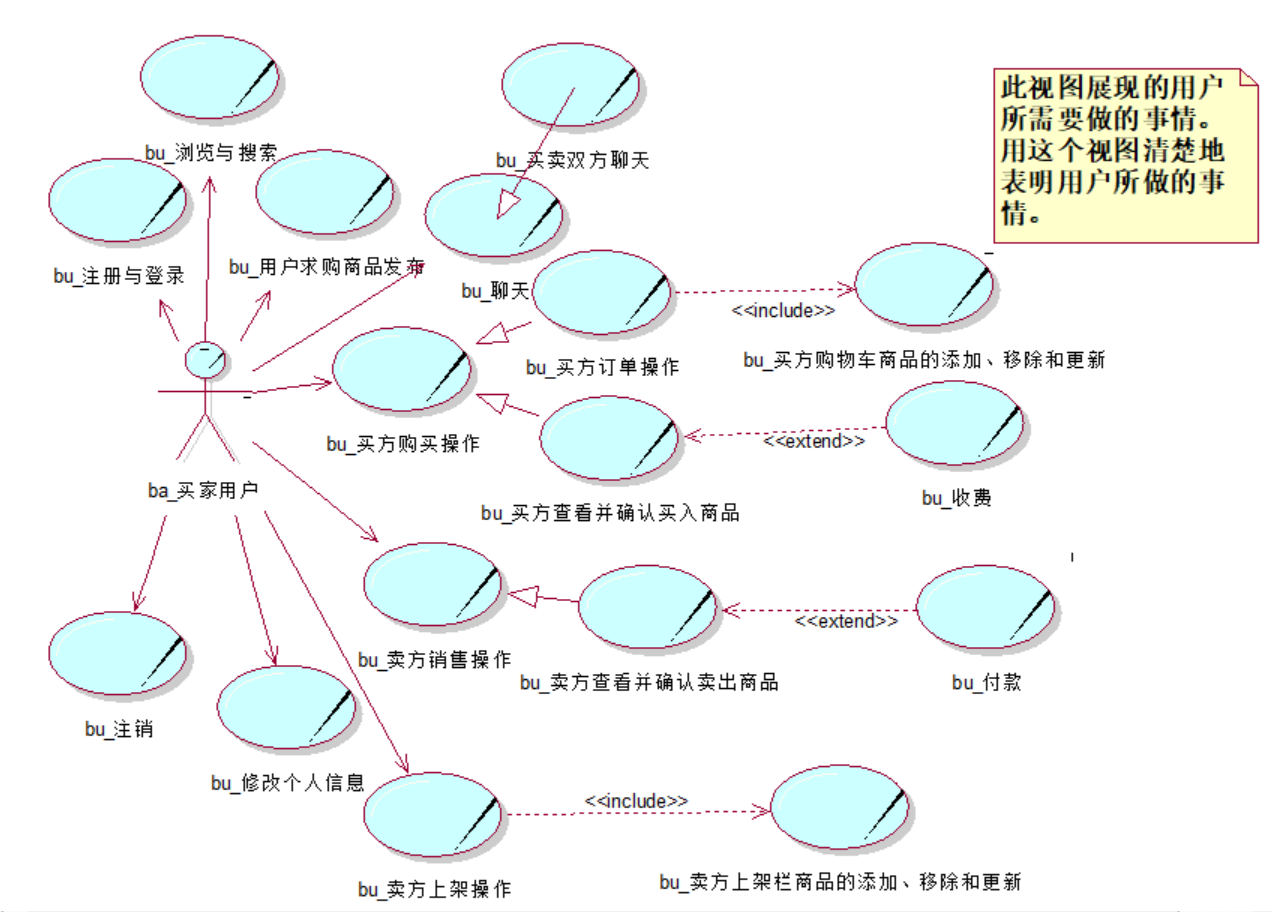 此视图展现的用户
所需要做的事情。
用这个视图清楚地
表明用户所做的事
情。
bu_浏览与搜索
bu_买卖双方聊天
bu_注册与登录
bu_用户求购商品发布
bu_聊天
<<include>>
bu_买方订单操作
bu_买方购物车商品的添加、移除和更新
bu_买方购买操作
<<extend>>
ba_买家用户
bu_买方查看并确认买入商品
bu_收费
<<extend>>
bu_卖方销售操作
bu_卖方查看并确认卖出商品
bu_付款
bu_注销
bu_修改个人信息
<<include>>
bu_卖方上架操作
bu_卖方上架栏商品的添加、移除和更新